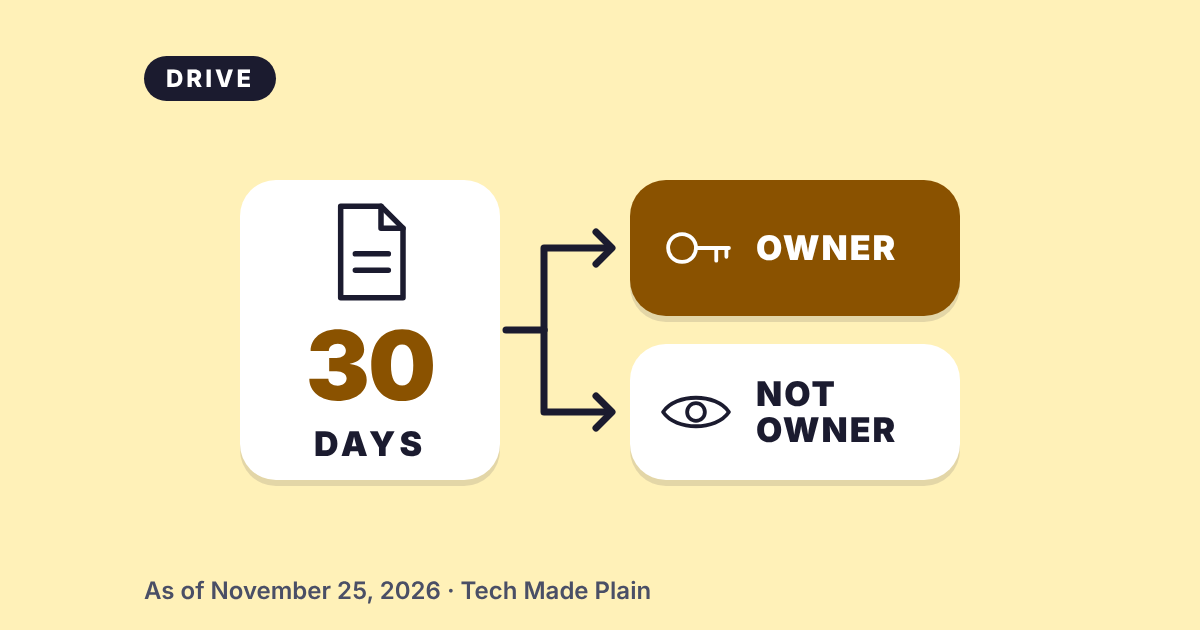 DRIVE
30
DAYS
OWNER
NOT
OWNER
As of November 25, 2026 · Tech Made Plain